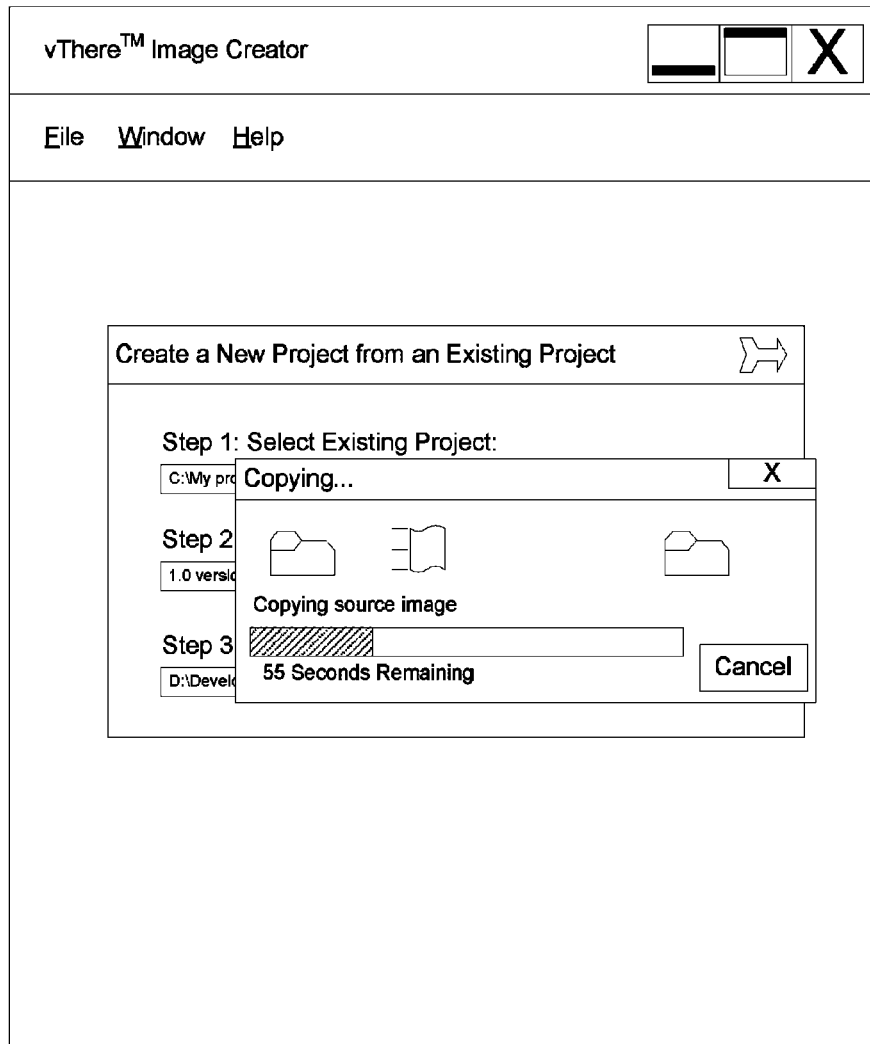 vThere™ Image Creator
X
File Window Help
Create a New Project from an Existing Project
Step 1: Select Existing Project:
C:\My pro
Copying...
X
Step 2
1.0 versio
Copying source image
Step 3
55 Seconds Remaining
Cancel
D:\Develo